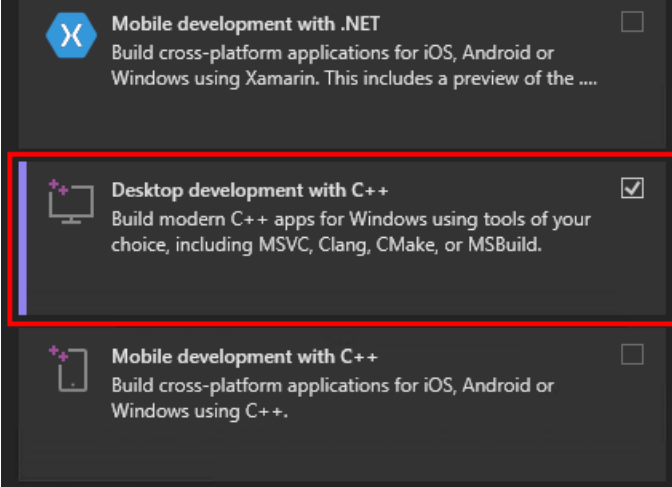 Mobile development with .NET
Build cross-platform applications for iOS, Android or
Windows using Xamarin. This includes a preview of the ....
Desktop development with C++
Build modern C++ apps for Windows using tools of your
choice, including MSVC, Clang, CMake, or MSBuild.
Mobile development with C++
Build cross-platform applications for iOS, Android or
Windows using C++.